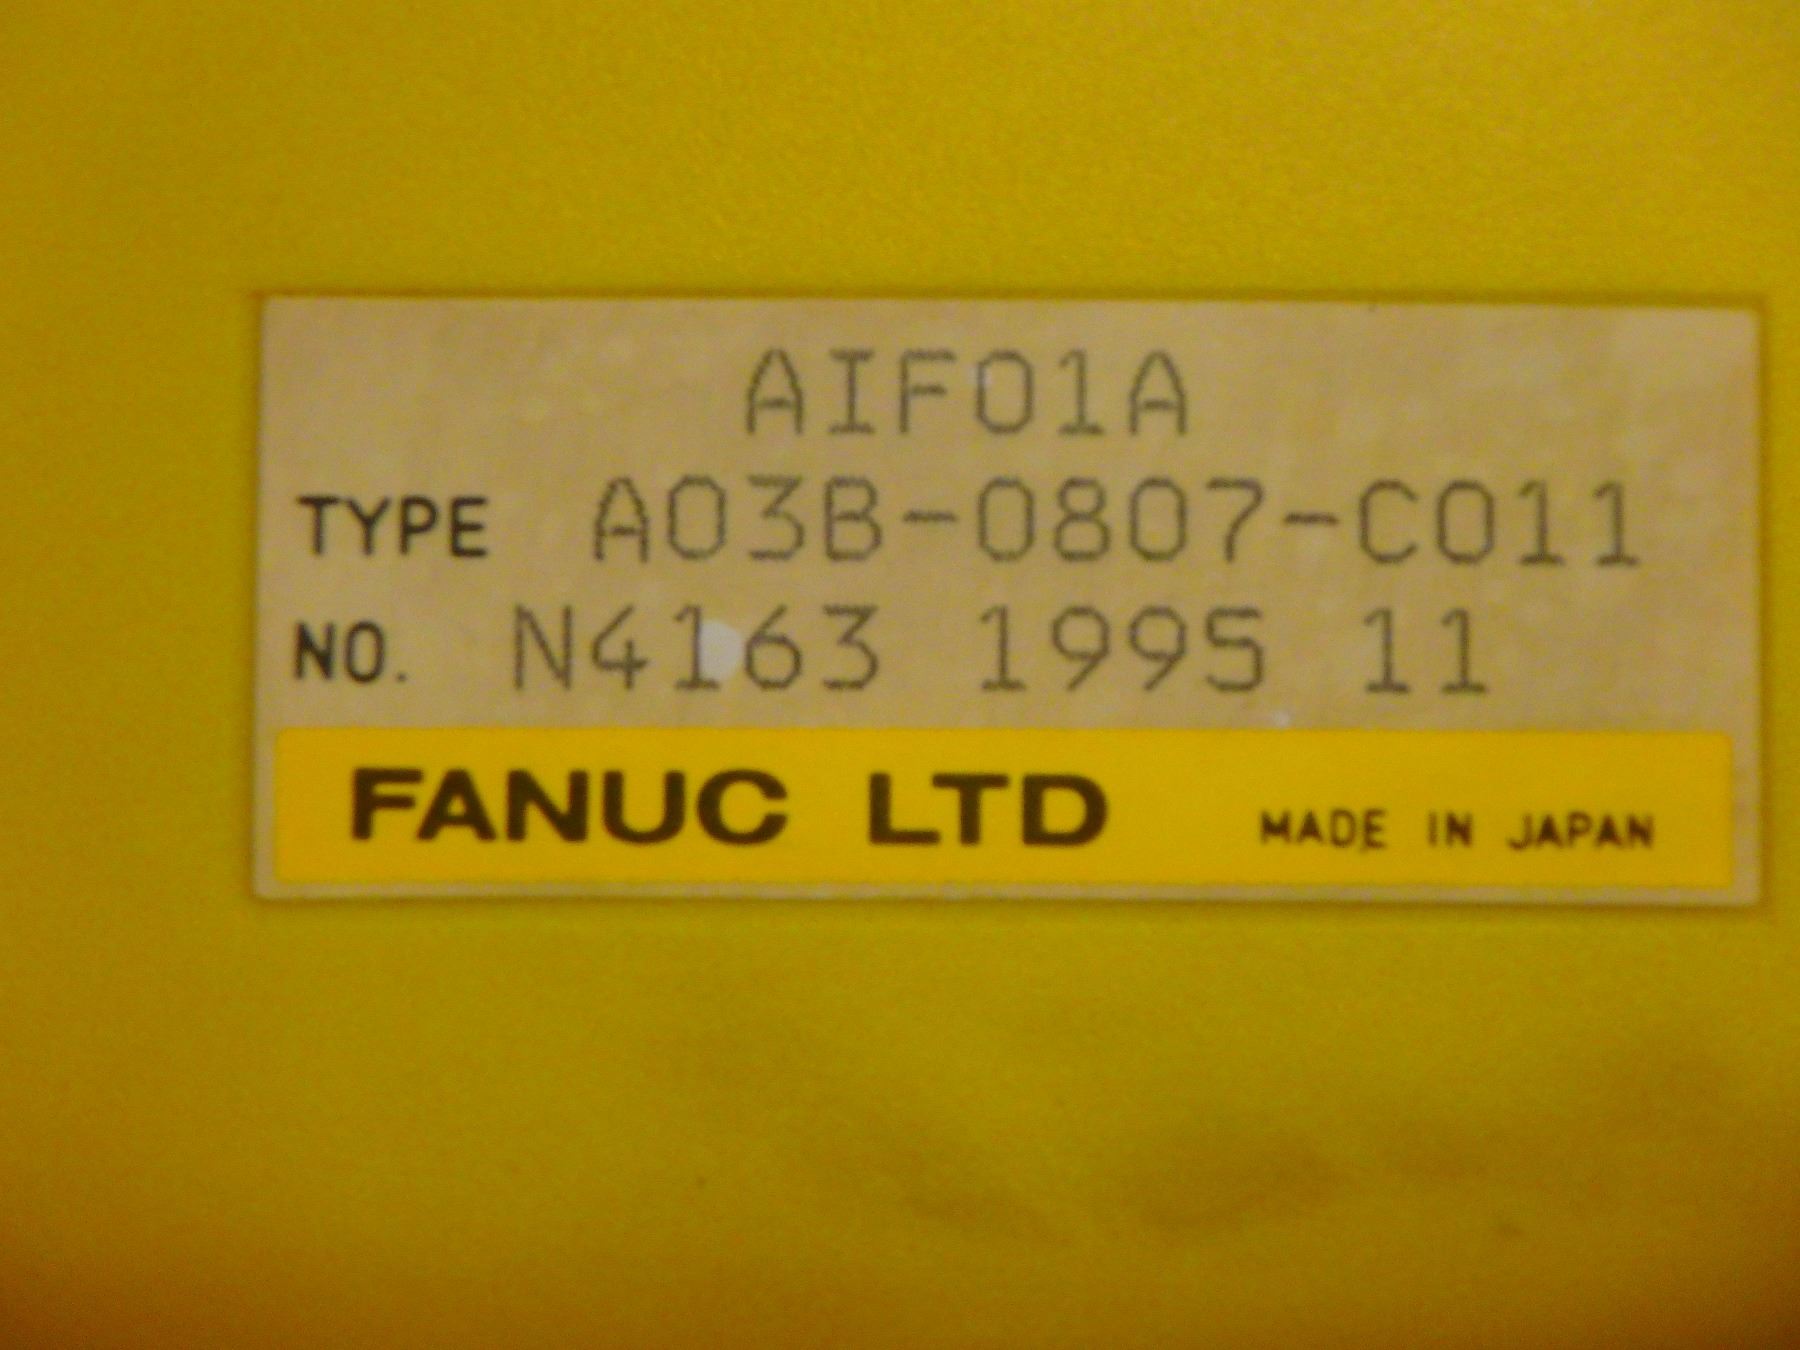 AIF01A
TYPE A03B-0807-C011
NO. N4163 1995 11
FANUC LTD MADE IN JAPAN